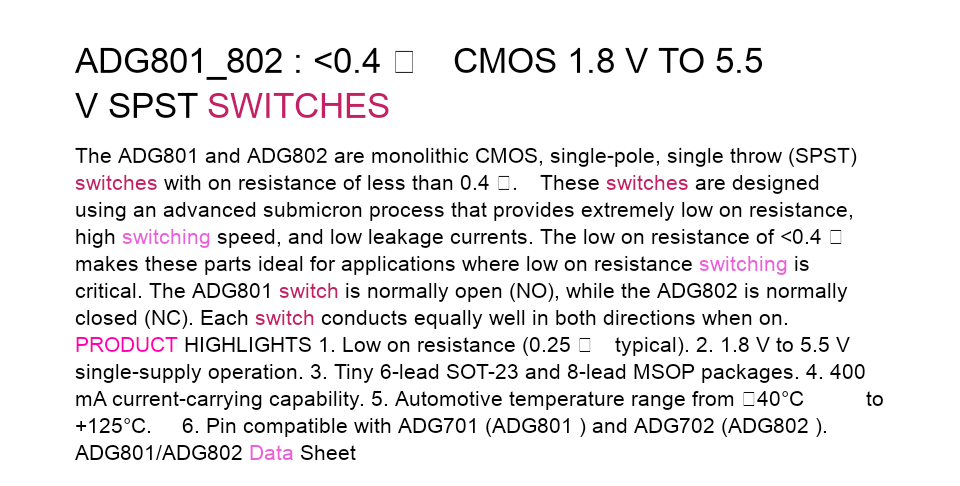 ADG801_802 : <0.4 □ CMOS 1.8 V TO 5.5
V SPST SWITCHES
The ADG801 and ADG802 are monolithic CMOS, single-pole, single throw (SPST)
switches with on resistance of less than 0.4 □. These switches are designed
using an advanced submicron process that provides extremely low on resistance,
high switching speed, and low leakage currents. The low on resistance of <0.4 □
makes these parts ideal for applications where low on resistance switching is
critical. The ADG801 switch is normally open (NO), while the ADG802 is normally
closed (NC). Each switch conducts equally well in both directions when on.
PRODUCT HIGHLIGHTS 1. Low on resistance (0.25 □ typical). 2. 1.8 V to 5.5 V
single-supply operation. 3. Tiny 6-lead SOT-23 and 8-lead MSOP packages. 4. 400
mA current-carrying capability. 5. Automotive temperature range from □40°C to
+125°C. 6. Pin compatible with ADG701 (ADG801 ) and ADG702 (ADG802 ).
ADG801/ADG802 Data Sheet